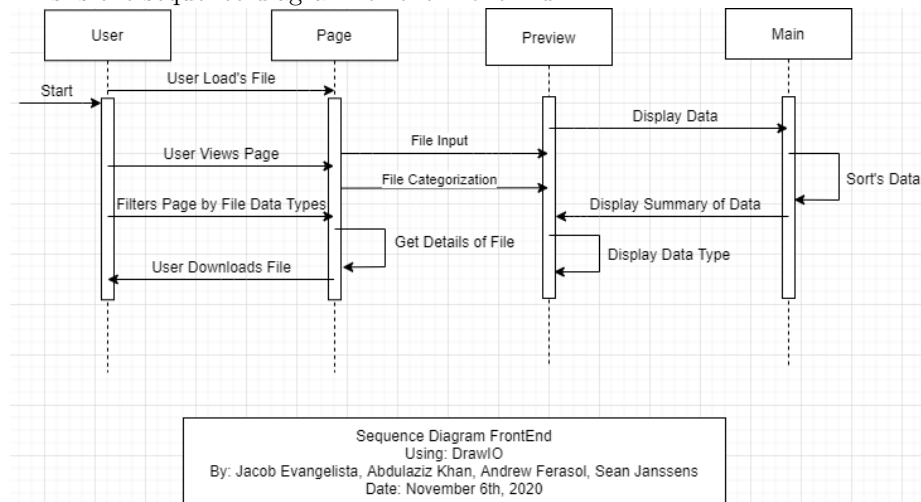 User
Page
Preview
Main
User Load's File
Start
Display Data
File Input
User Views Page
File Categorization
Sort's Data
Filters Page by File Data Types
Display Summary of Data
Get Details of File
Display Data Type
User Downloads File
Sequence Diagram FrontEnd
Using: DrawIO
By: Jacob Evangelista, Abdulaziz Khan, Andrew Ferasol, Sean Janssens
Date: November 6th, 2020